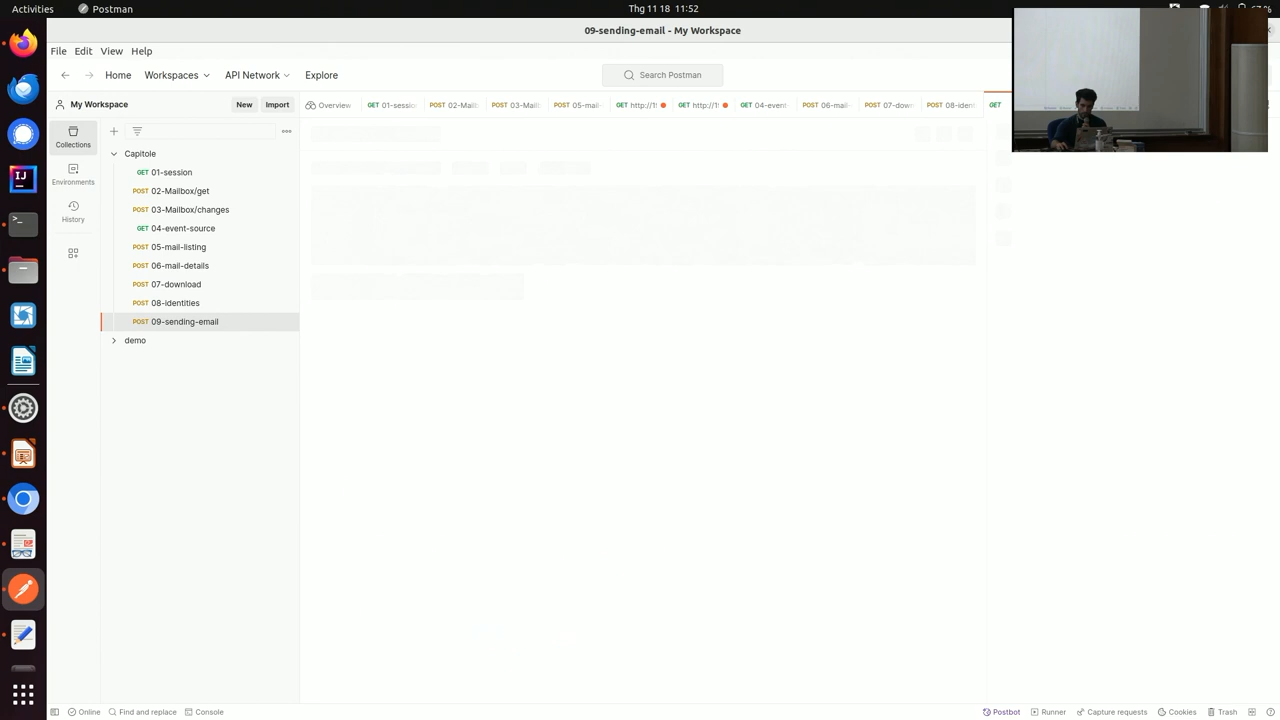 Activities
Postman
Thg 11 18 11:52
09-sending-email - My Workspace
File Edit View Help
Home Workspaces API Network Explore
Search Postman
My Workspace New Import
Overview GET 01-sessio POST 02-Mailb POST 03-Mailb POST 05-mail- GET http://1 GET http://1 GET 04-event POST 06-mail- POST 07-down POST 08-ident GET
Collections
Environments
History
Capitole
GET 01-session
POST 02-Mailbox/get
POST 03-Mailbox/changes
GET 04-event-source
POST 05-mail-listing
POST 06-mail-details
POST 07-download
POST 08-identities
POST 09-sending-email
demo
Online Find and replace Console
Postbot Runner Capture requests Cookies Trash